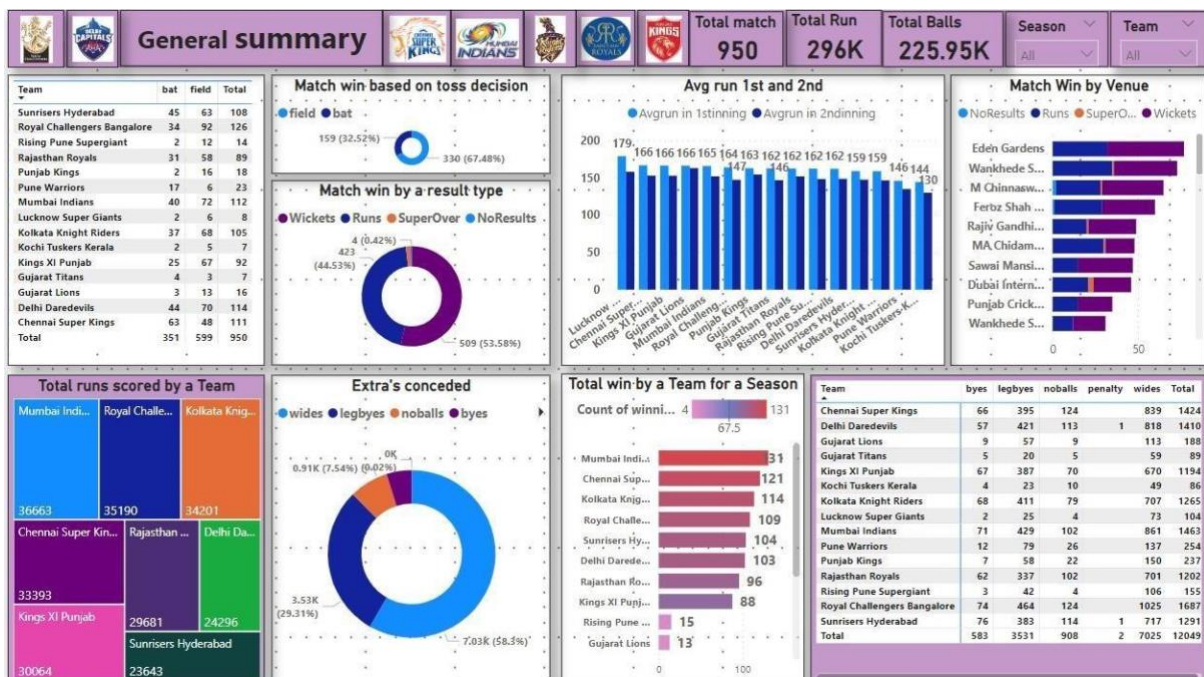 General summary
CHENNAI SUPER KINGS
MUMBAI INDIANS
DELHI CAPITALS
RAJASTHAN ROYALS
KINGS
Total match
950
Total Run
296K
Total Balls
225.95K
Season
All
Team
All
Team bat field Total
Sunrisers Hyderabad 45 63 108
Royal Challengers Bangalore 34 92 126
Rising Pune Supergiant 2 12 14
Rajasthan Royals 31 58 89
Punjab Kings 2 16 18
Pune Warriors 17 6 23
Mumbai Indians 40 72 112
Lucknow Super Giants 2 6 8
Kolkata Knight Riders 37 68 105
Kochi Tuskers Kerala 2 5 7
Kings XI Punjab 25 67 92
Gujarat Titans 4 3 7
Gujarat Lions 3 13 16
Delhi Daredevils 44 70 114
Chennai Super Kings 63 48 111
Total 351 599 950
Match win based on toss decision
field bat
159 (32.52%)
330 (67.48%)
Match win by a result type
Wickets Runs SuperOver NoResults
4 (0.42%)
423
(44.53%)
509 (53.58%)
Avg run 1st and 2nd
Avgrun in 1stinning Avgrun in 2ndinning
200
150
100
50
0
179 166 166 166 165 164 163 162 162 162 162 159 159 146 144
147 146 130
Lucknow ...
Chennai Super...
Kings XI Punjab
Gujarat Lions
Mumbai Indians
Royal Challeng...
Punjab Kings
Gujarat Titans
Rajasthan Royals
Rising Pune Su...
Delhi Daredevils
Sunrisers Hyder...
Kolkata Knight ...
Pune Warriors
Kochi Tuskers K...
Match Win by Venue
NoResults Runs SuperO... Wickets
Eden Gardens
Wankhede S...
M Chinnasw...
Feroz Shah ...
Rajiv Gandhi...
MA Chidam...
Sawai Mansi...
Dubai Intern...
Punjab Crick...
Wankhede S...
0 50
Total runs scored by a Team
Mumbai Indi...
36663
Royal Challe...
35190
Kolkata Knig...
34201
Chennai Super Kin...
33393
Rajasthan ...
29681
Delhi Da...
24296
Kings XI Punjab
30064
Sunrisers Hyderabad
23643
Extra's conceded
wides legbyes noballs byes
0K
0.91K (7.54%) (0.02%)
3.53K
(29.31%)
7.03K (58.3%)
Total win by a Team for a Season
Count of winni... 4 131
67.5
Mumbai Indi... 131
Chennai Sup... 121
Kolkata Knig... 114
Royal Challe... 109
Sunrisers Hy... 104
Delhi Darede... 103
Rajasthan Ro... 96
Kings XI Punj... 88
Rising Pune ... 15
Gujarat Lions 13
0 100
Team byes legbyes noballs penalty wides Total
Chennai Super Kings 66 395 124 839 1424
Delhi Daredevils 57 421 113 1 818 1410
Gujarat Lions 9 57 9 113 188
Gujarat Titans 5 20 5 59 89
Kings XI Punjab 67 387 70 670 1194
Kochi Tuskers Kerala 4 23 10 49 86
Kolkata Knight Riders 68 411 79 707 1265
Lucknow Super Giants 2 25 4 73 104
Mumbai Indians 71 429 102 861 1463
Pune Warriors 12 79 26 137 254
Punjab Kings 7 58 22 150 237
Rajasthan Royals 62 337 102 701 1202
Rising Pune Supergiant 3 42 4 106 155
Royal Challengers Bangalore 74 464 124 1025 1687
Sunrisers Hyderabad 76 383 114 1 717 1291
Total 583 3531 908 2 7025 12049